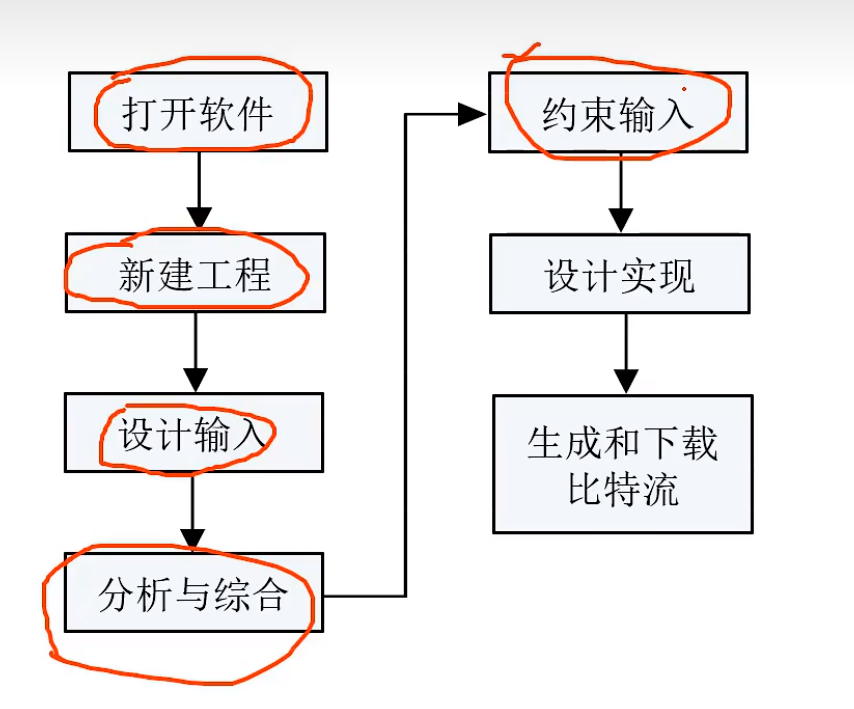 打开软件
新建工程
设计输入
分析与综合
约束输入
设计实现
生成和下载
比特流